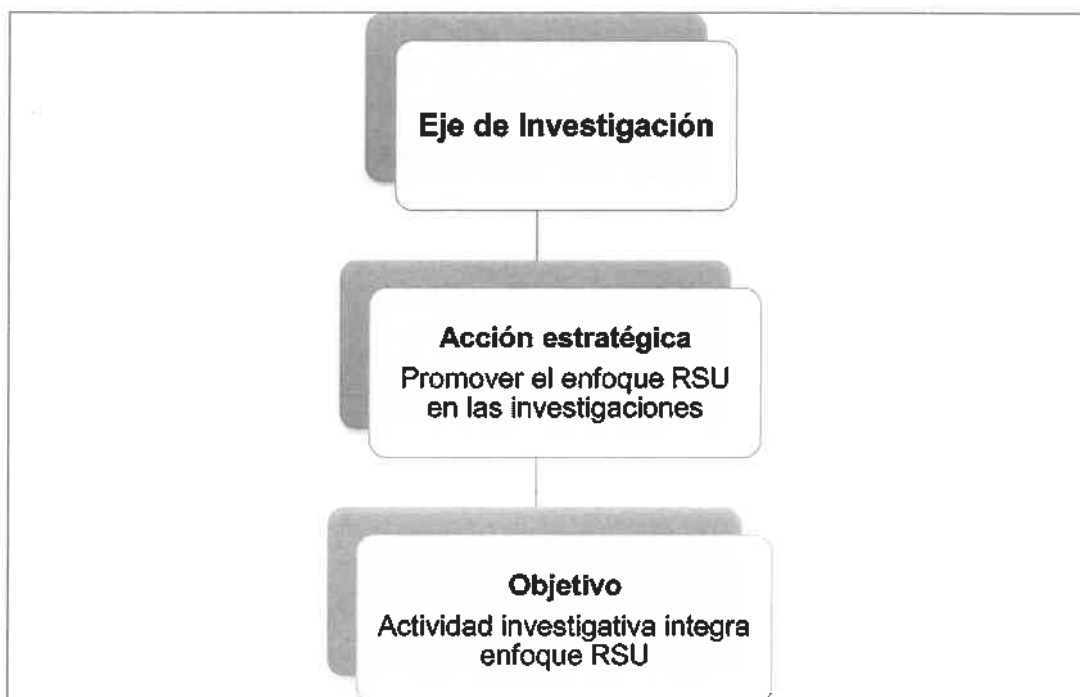 Eje de Investigación
Acción estratégica
Promover el enfoque RSU
en las investigaciones
Objetivo
Actividad investigativa integra
enfoque RSU